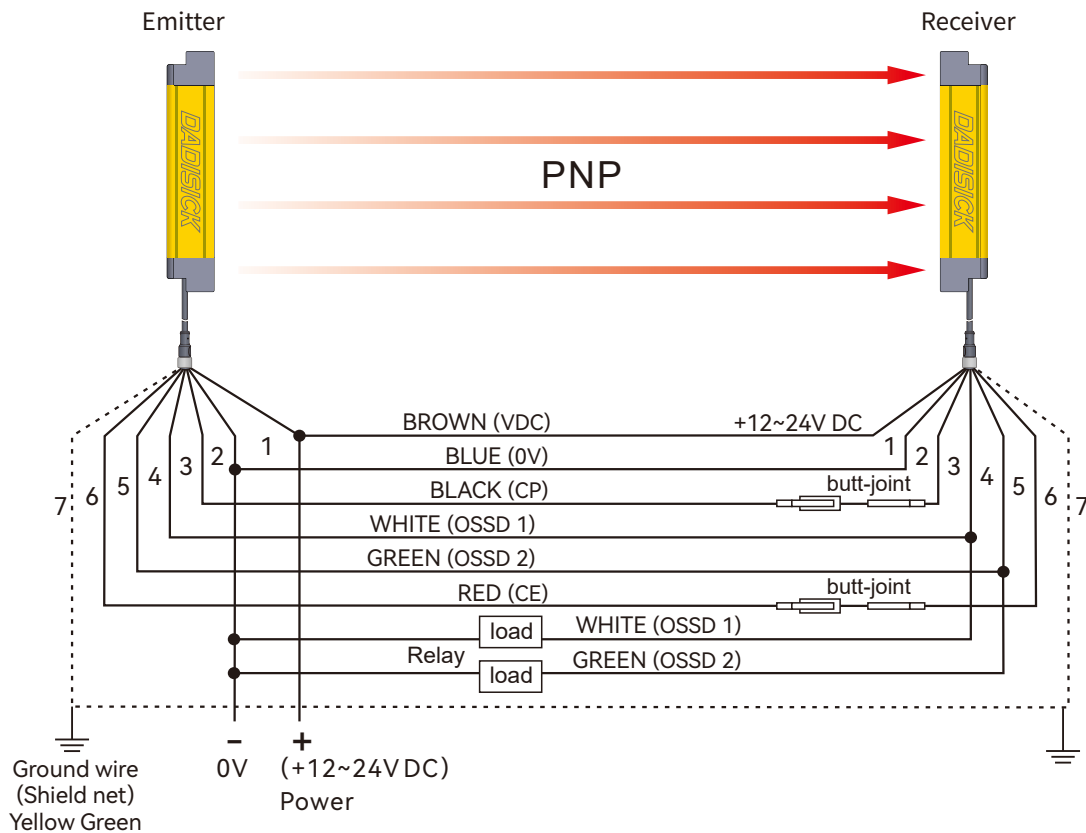 Emitter
Receiver
DADISICK
DADISICK
PNP
BROWN (VDC)
+12~24V DC
BLUE (0V)
BLACK (CP)
butt-joint
WHITE (OSSD 1)
GREEN (OSSD 2)
RED (CE)
butt-joint
7
6
5
4
3
2
1
1
2
3
4
5
6
7
load
WHITE (OSSD 1)
Relay
load
GREEN (OSSD 2)
-
+
0V
(+12~24V DC)
Power
Ground wire
(Shield net)
Yellow Green